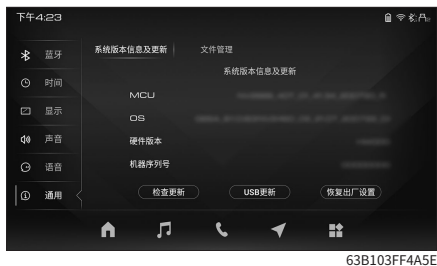 下午4:23
蓝牙
时间
显示
声音
语音
通用
系统版本信息及更新
文件管理
系统版本信息及更新
MCU
OS
硬件版本
机器序列号
检查更新
USB更新
恢复出厂设置
63B103FF4A5E